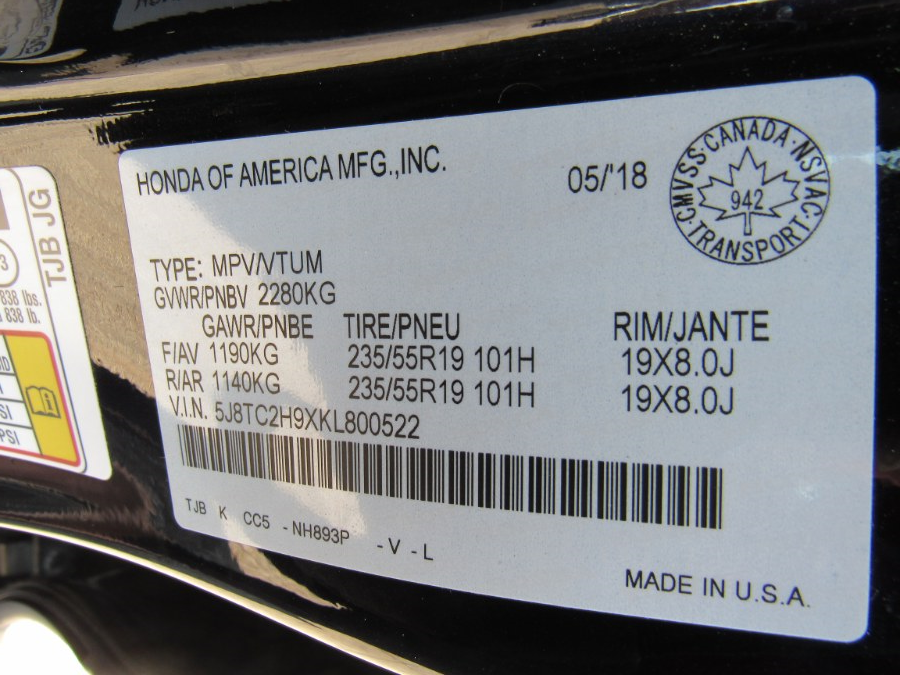 HONDA OF AMERICA MFG.,INC.
05/'18
CMVSS·CANADA·NSVAC
942
·TRANSPORT·
TYPE: MPV/VTUM
GVWR/PNBV 2280KG
GAWR/PNBE TIRE/PNEU RIM/JANTE
F/AV 1190KG 235/55R19 101H 19X8.0J
R/AR 1140KG 235/55R19 101H 19X8.0J
V.I.N. 5J8TC2H9XKL800522
TJB K CC5 -NH893P -V -L
MADE IN U.S.A.
TJB JG
838 lbs.
838 lb.
PSI